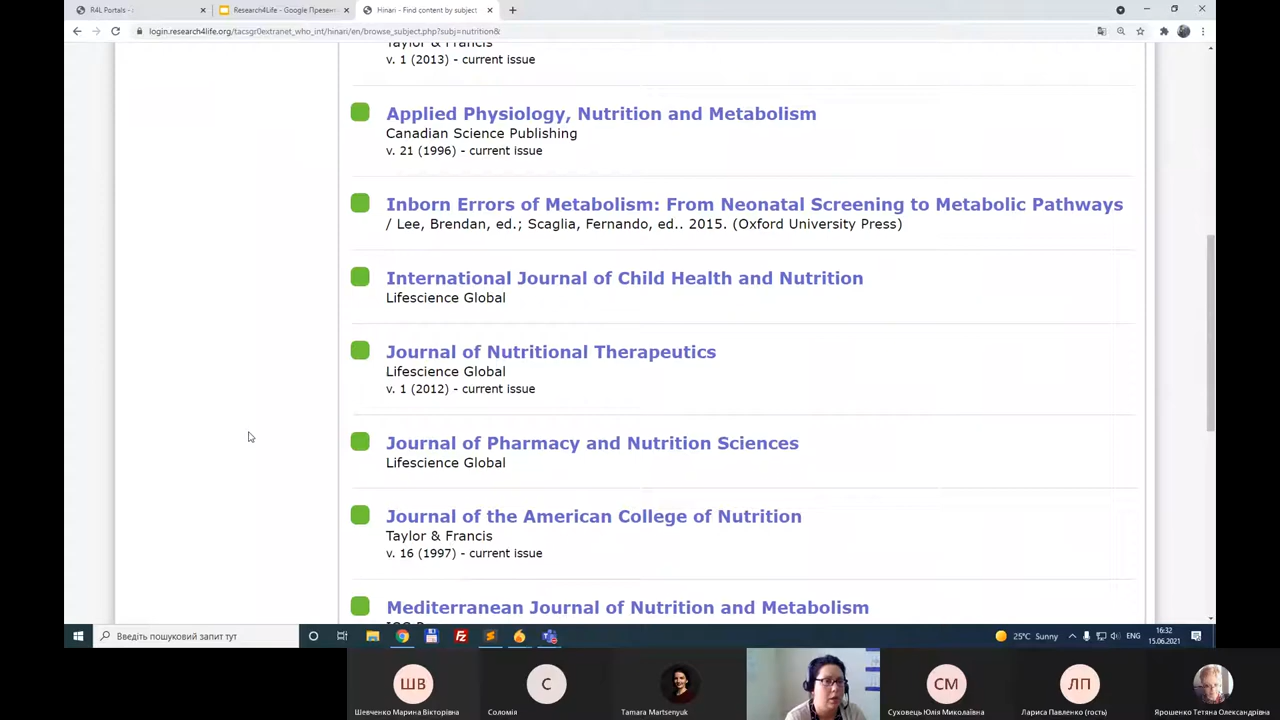 R4L Portals -
Research4Life - Google Презент
Hinari - Find content by subject
login.research4life.org/tacsgr0extranet_who_int/hinari/en/browse_subject.php?subj=nutrition&
Taylor & Francis
v. 1 (2013) - current issue
Applied Physiology, Nutrition and Metabolism
Canadian Science Publishing
v. 21 (1996) - current issue
Inborn Errors of Metabolism: From Neonatal Screening to Metabolic Pathways
/ Lee, Brendan, ed.; Scaglia, Fernando, ed.. 2015. (Oxford University Press)
International Journal of Child Health and Nutrition
Lifescience Global
Journal of Nutritional Therapeutics
Lifescience Global
v. 1 (2012) - current issue
Journal of Pharmacy and Nutrition Sciences
Lifescience Global
Journal of the American College of Nutrition
Taylor & Francis
v. 16 (1997) - current issue
Mediterranean Journal of Nutrition and Metabolism
Введіть пошуковий запит тут
25°C Sunny
ENG
16:32
15.06.2021
ШВ
С
СМ
ЛП
Шевченко Марина Вікторівна
Соломія
Tamara Martsenyuk
Суховець Юлія Миколаївна
Лариса Павленко (гость)
Ярошенко Тетяна Олександрівна